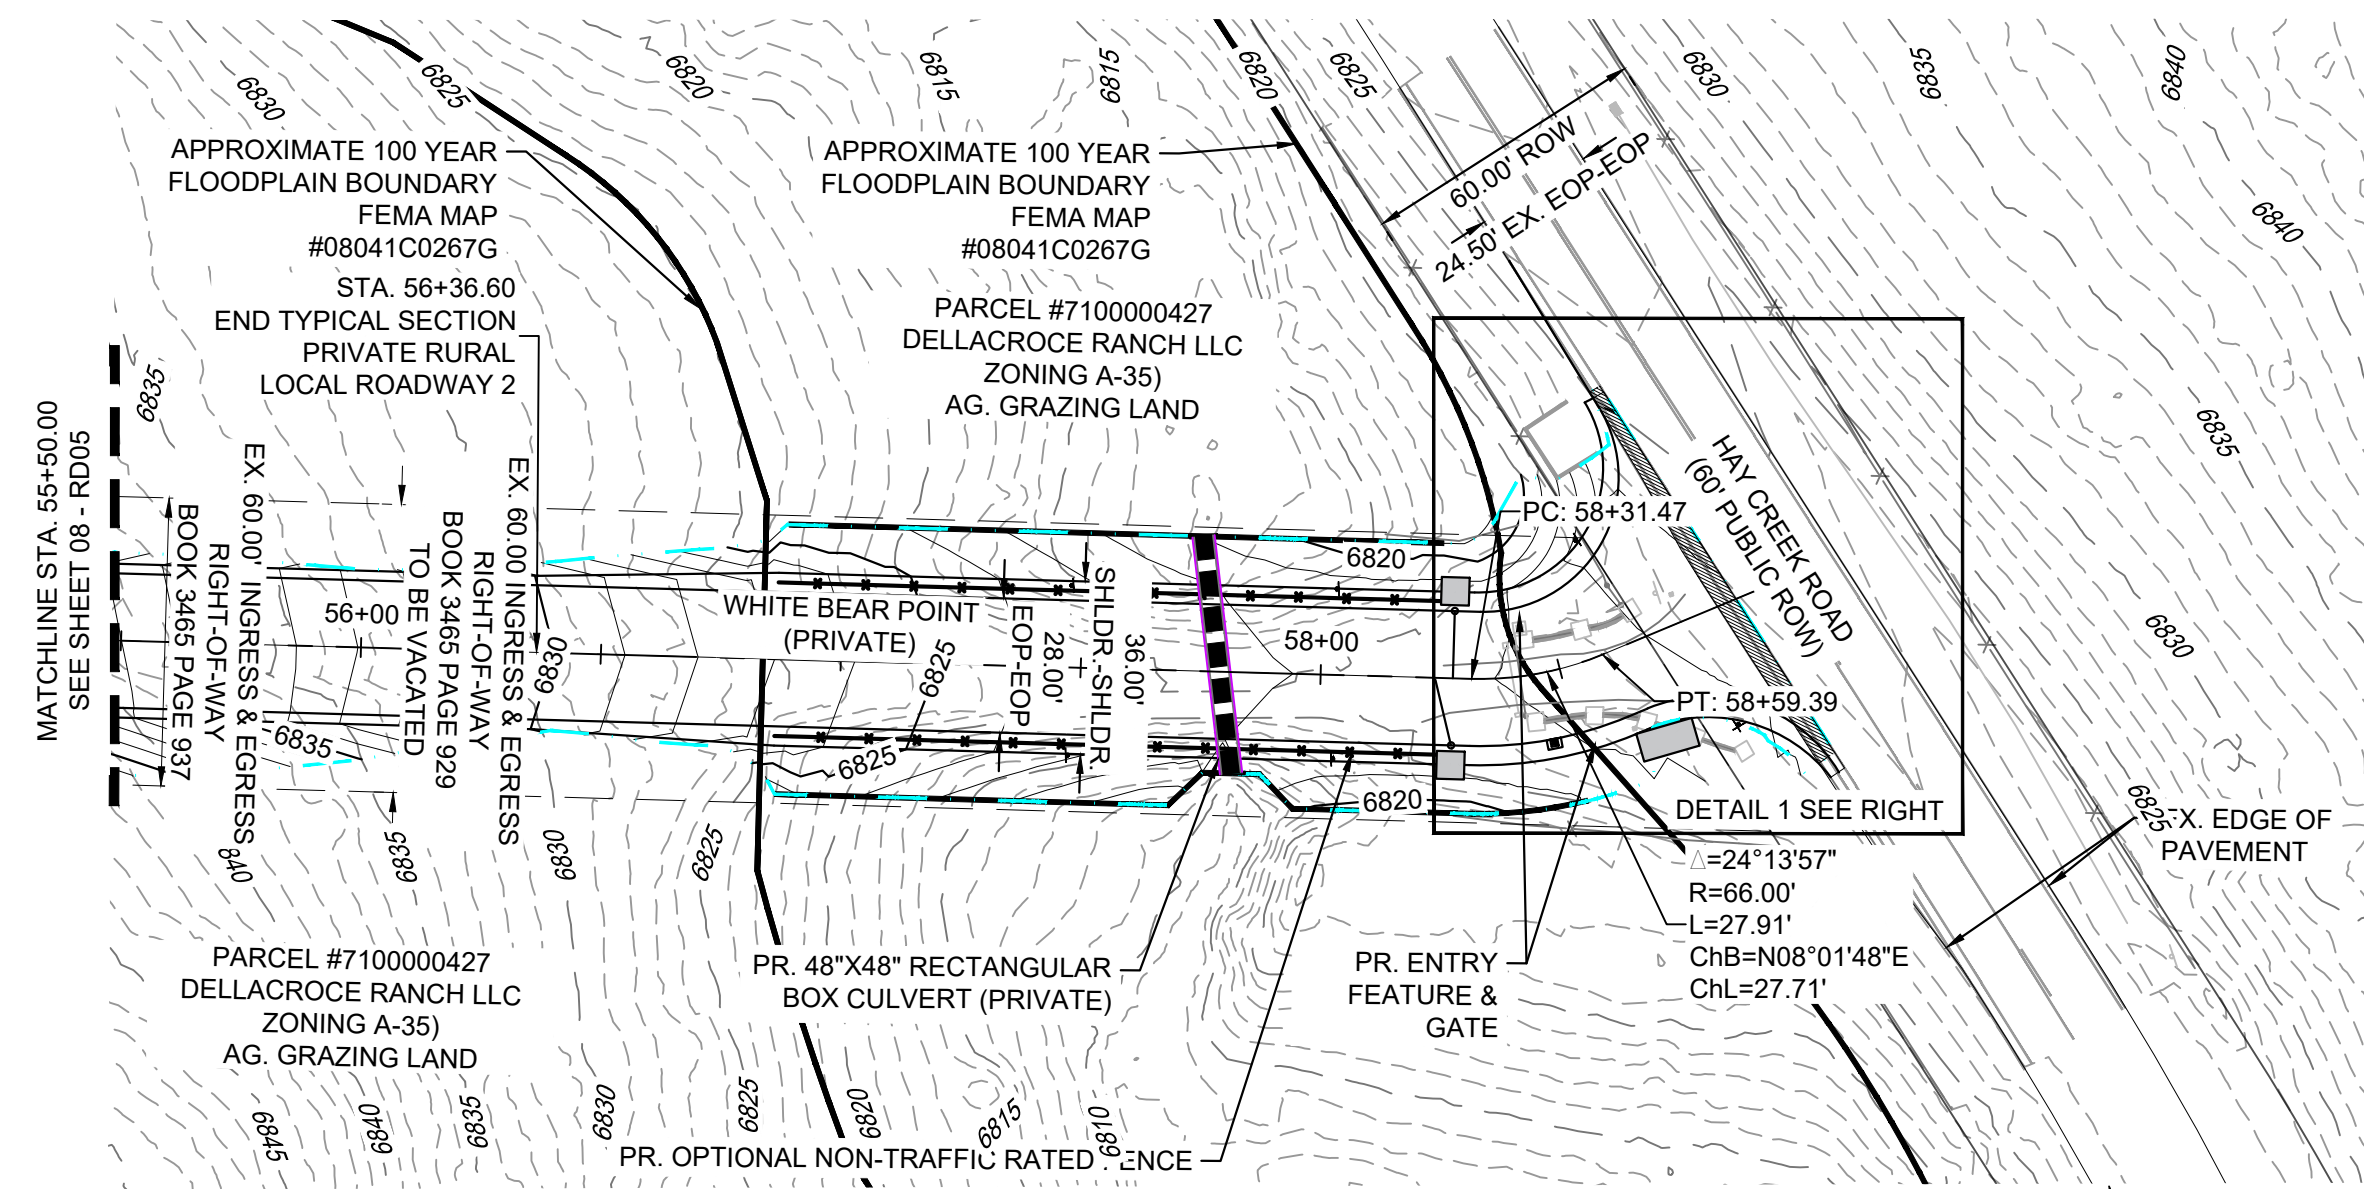 6830
6825
6820
6815
6815
6820
6825
6830
6835
6840
6840
6835
6830
6825
APPROXIMATE 100 YEAR
FLOODPLAIN BOUNDARY
FEMA MAP
#08041C0267G
STA. 56+36.60
END TYPICAL SECTION
PRIVATE RURAL
LOCAL ROADWAY 2
APPROXIMATE 100 YEAR
FLOODPLAIN BOUNDARY
FEMA MAP
#08041C0267G
PARCEL #7100000427
DELLACROCE RANCH LLC
ZONING A-35)
AG. GRAZING LAND
60.00' ROW
24.50' EX. EOP-EOP
MATCHLINE STA. 55+50.00
SEE SHEET 08 - RD05
6835
EX. 60.00' INGRESS & EGRESS
RIGHT-OF-WAY
BOOK 3465 PAGE 937
56+00
6835
EX. 60.00 INGRESS & EGRESS
RIGHT-OF-WAY
BOOK 3465 PAGE 929
TO BE VACATED
6830
WHITE BEAR POINT
(PRIVATE)
6825
6825
28.00'
EOP-EOP
36.00'
SHLDR.-SHLDR.
58+00
6820
6820
PC: 58+31.47
PT: 58+59.39
HAY CREEK ROAD
(60' PUBLIC ROW)
DETAIL 1 SEE RIGHT
X. EDGE OF
PAVEMENT
△=24°13'57"
R=66.00'
L=27.91'
ChB=N08°01'48"E
ChL=27.71'
PR. ENTRY
FEATURE &
GATE
PR. 48"X48" RECTANGULAR
BOX CULVERT (PRIVATE)
PR. OPTIONAL NON-TRAFFIC RATED ENCE
PARCEL #7100000427
DELLACROCE RANCH LLC
ZONING A-35)
AG. GRAZING LAND
840
6835
6830
6825
6845
6840
6835
6830
6825
6820
6815
6810